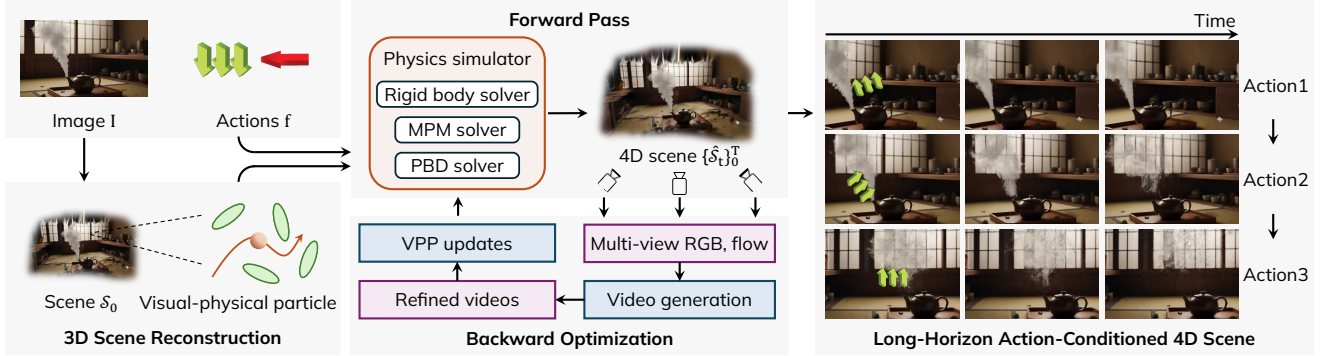 Image I
Actions f
Scene 𝒮₀
Visual-physical particle
3D Scene Reconstruction
Forward Pass
Physics simulator
Rigid body solver
MPM solver
PBD solver
4D scene {𝒮̂ₜ}₀ᵀ
VPP updates
Multi-view RGB, flow
Refined videos
Video generation
Backward Optimization
Time
Action1
Action2
Action3
Long-Horizon Action-Conditioned 4D Scene